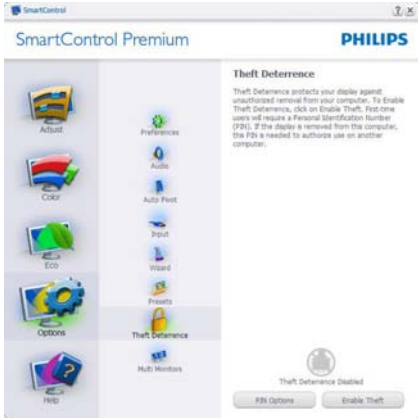 SmartControl
SmartControl Premium
PHILIPS
Adjust
Color
Eco
Options
Help
Preferences
Audio
Auto Pivot
Input
Wizard
Presets
Theft Deterrence
Multi Monitors
Theft Deterrence
Theft Deterrence protects your display against
unauthorized removal from your computer. To Enable
Theft Deterrence, click on Enable Theft. First-time
users will require a Personal Identification Number
(PIN). If the display is removed from this computer,
the PIN is needed to authorize use on another
computer.
Theft Deterrence Disabled
PIN Options
Enable Theft